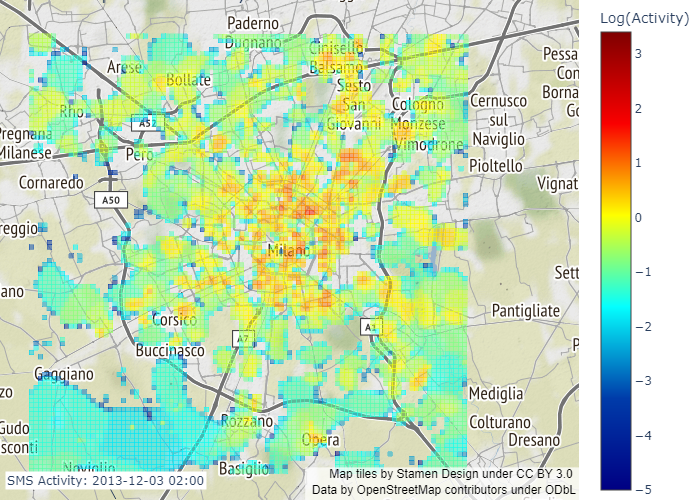 Paderno
Dugnano
Cinisello
Balsamo
Arese
Bollate
Sesto
San
Giovanni
Cologno
Monzese
Vimodrone
Cernusco
sul
Naviglio
Pessa
Con
Borna
Go
Rho
A52
Pregnana
Milanese
Pero
Pioltello
Cornaredo
Vignat
A50
reggio
Milano
Sett
ano
Corsico
Pantigliate
A7
A1
Buccinasco
P
Gaggiano
zo
Mediglia
Gudo
sconti
Rozzano
Colturano
Dresano
Opera
Noviglio
Basiglio
SMS Activity: 2013-12-03 02:00
Map tiles by Stamen Design under CC BY 3.0
Data by OpenStreetMap contributors under ODbL
Log(Activity)
3
2
1
0
−1
−2
−3
−4
−5